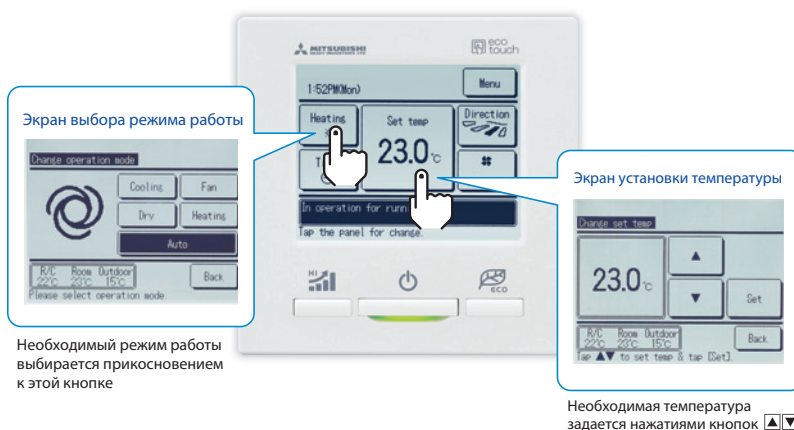 MITSUBISHI
HEAVY INDUSTRIES, LTD.
eco
touch
1:52PM(Mon)
Menu
Heating
Set temp
Direction
23.0°C
T
In operation for runn
Tap the panel for change.
HI
ECO
Экран выбора режима работы
Change operation mode
Cooling
Fan
Dry
Heating
Auto
R/C Room Outdoor
22°C 23°C 15°C
Back
Please select operation mode.
Необходимый режим работы
выбирается прикосновением
к этой кнопке
Экран установки температуры
Change set temp
23.0°C
▲
▼
Set
R/C Room Outdoor
22°C 23°C 15°C
Back
Tap ▲▼ to set temp & tap [Set].
Необходимая температура
задается нажатиями кнопок ▲▼